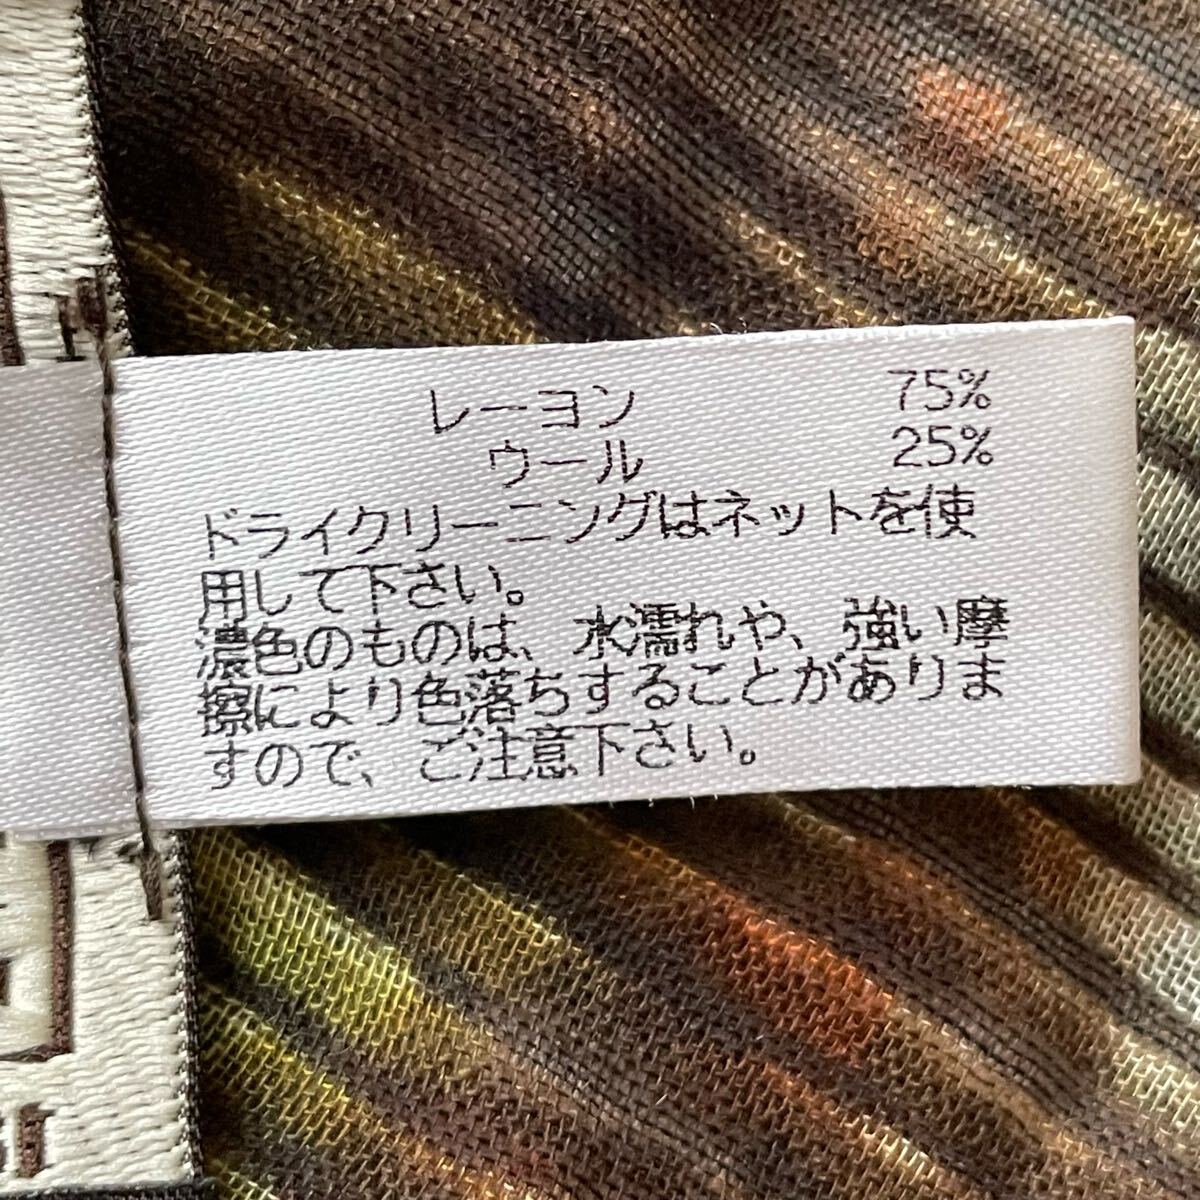 レーヨン 75%
ウール 25%
ドライクリーニングはネットを使
用して下さい。
濃色のものは、水濡れや、強い摩
擦により色落ちすることがありま
すので、ご注意下さい。